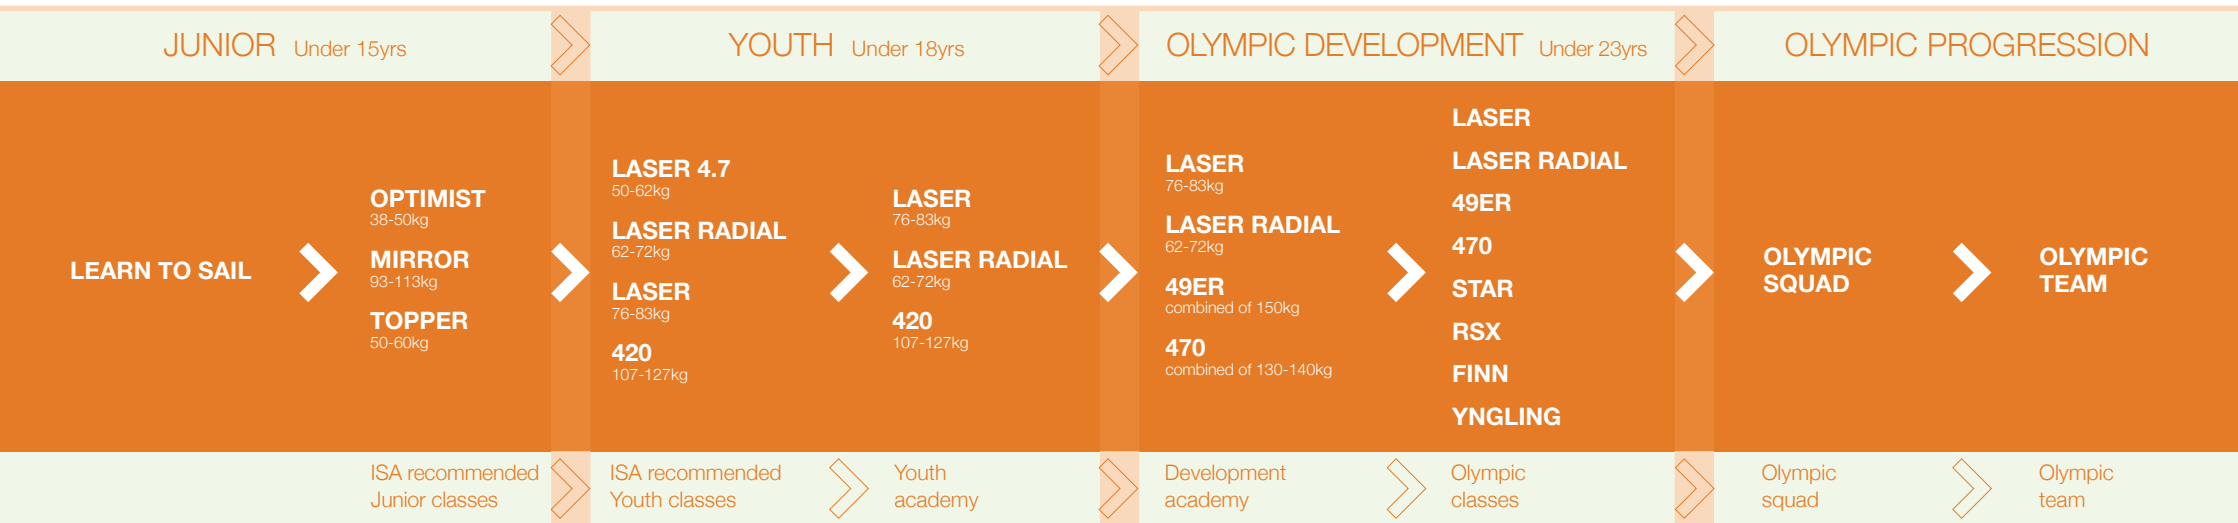 JUNIOR Under 15yrs
YOUTH Under 18yrs
OLYMPIC DEVELOPMENT Under 23yrs
OLYMPIC PROGRESSION
LEARN TO SAIL
OPTIMIST
38-50kg
MIRROR
93-113kg
TOPPER
50-60kg
LASER 4.7
50-62kg
LASER RADIAL
62-72kg
LASER
76-83kg
420
107-127kg
LASER
76-83kg
LASER RADIAL
62-72kg
420
107-127kg
LASER
76-83kg
LASER RADIAL
62-72kg
49ER
combined of 150kg
470
combined of 130-140kg
LASER
LASER RADIAL
49ER
470
STAR
RSX
FINN
YNGLING
OLYMPIC
SQUAD
OLYMPIC
TEAM
ISA recommended
Junior classes
ISA recommended
Youth classes
Youth
academy
Development
academy
Olympic
classes
Olympic
squad
Olympic
team